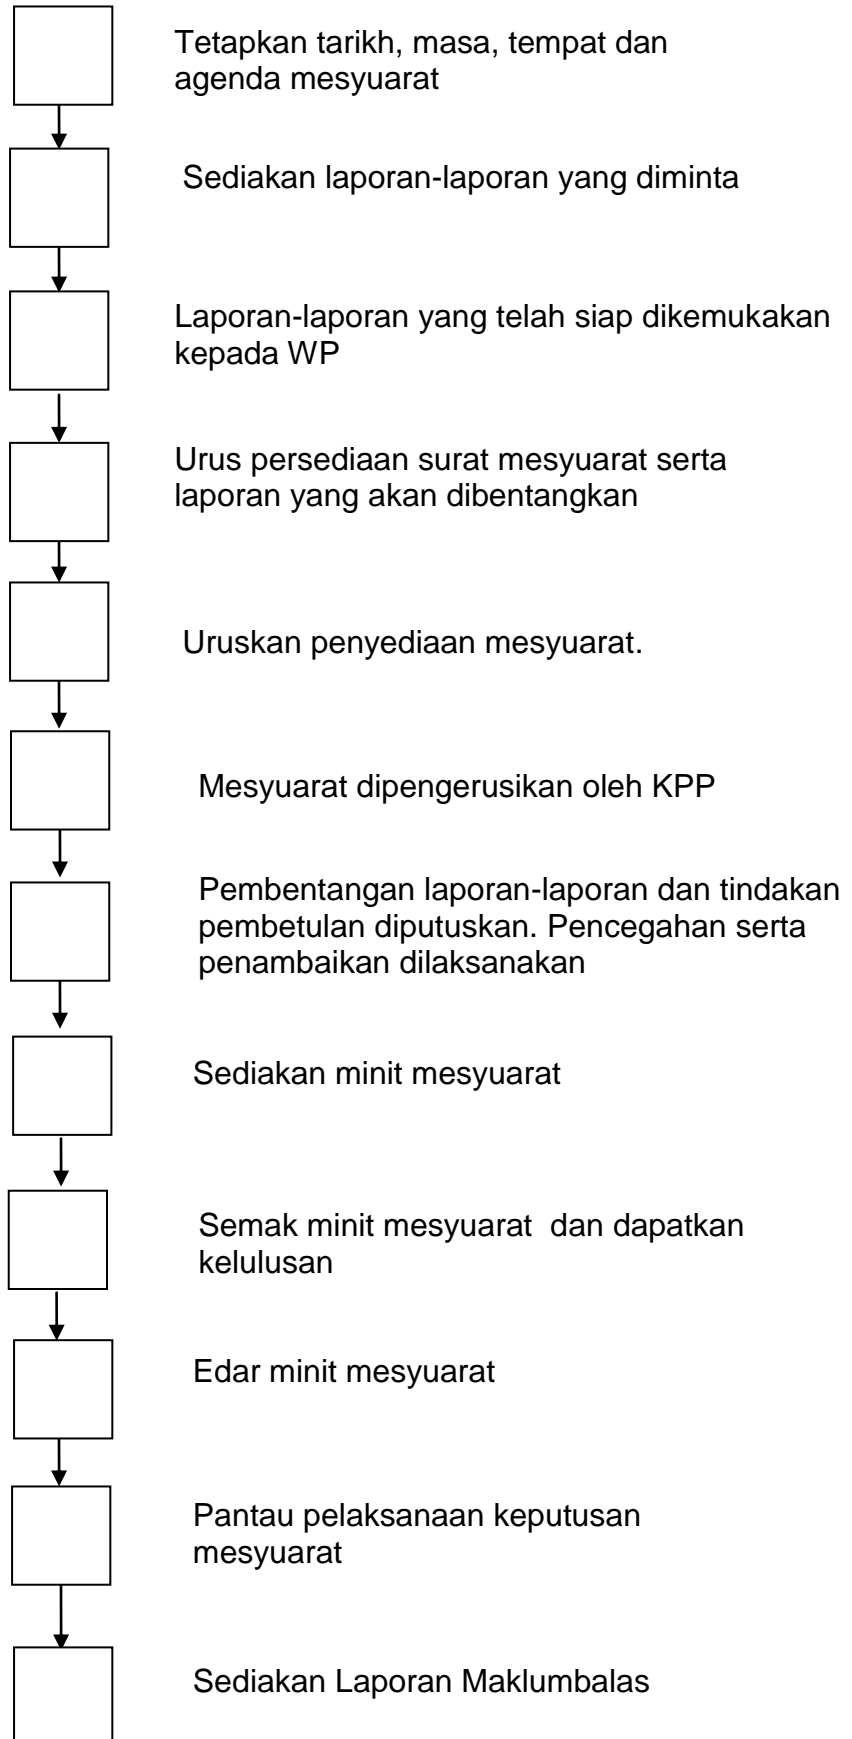 Tetapkan tarikh, masa, tempat dan
agenda mesyuarat
Sediakan laporan-laporan yang diminta
Laporan-laporan yang telah siap dikemukakan
kepada WP
Urus persediaan surat mesyuarat serta
laporan yang akan dibentangkan
Uruskan penyediaan mesyuarat.
Mesyuarat dipengerusikan oleh KPP
Pembentangan laporan-laporan dan tindakan
pembetulan diputuskan. Pencegahan serta
penambaikan dilaksanakan
Sediakan minit mesyuarat
Semak minit mesyuarat  dan dapatkan
kelulusan
Edar minit mesyuarat
Pantau pelaksanaan keputusan
mesyuarat
Sediakan Laporan Maklumbalas